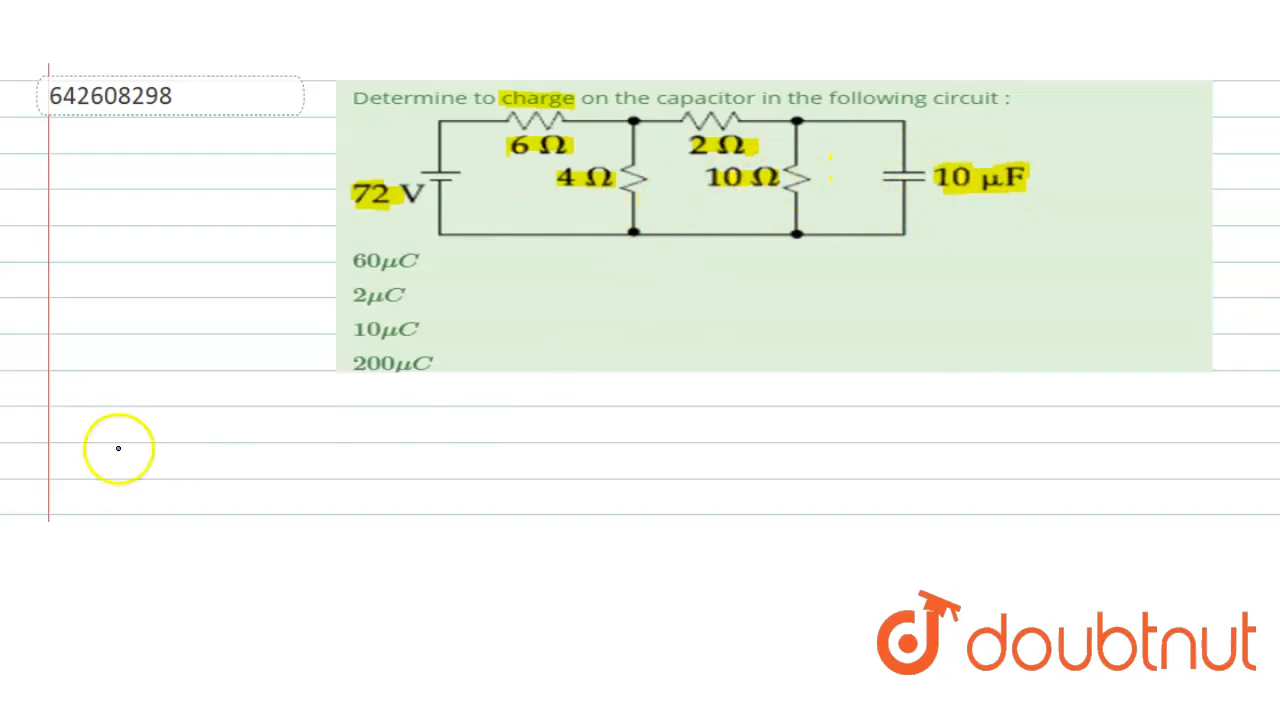 642608298
Determine to charge on the capacitor in the following circuit :
6 Ω
2 Ω
4 Ω
10 Ω
10 μF
72 V
60μC
2μC
10μC
200μC
doubtnut